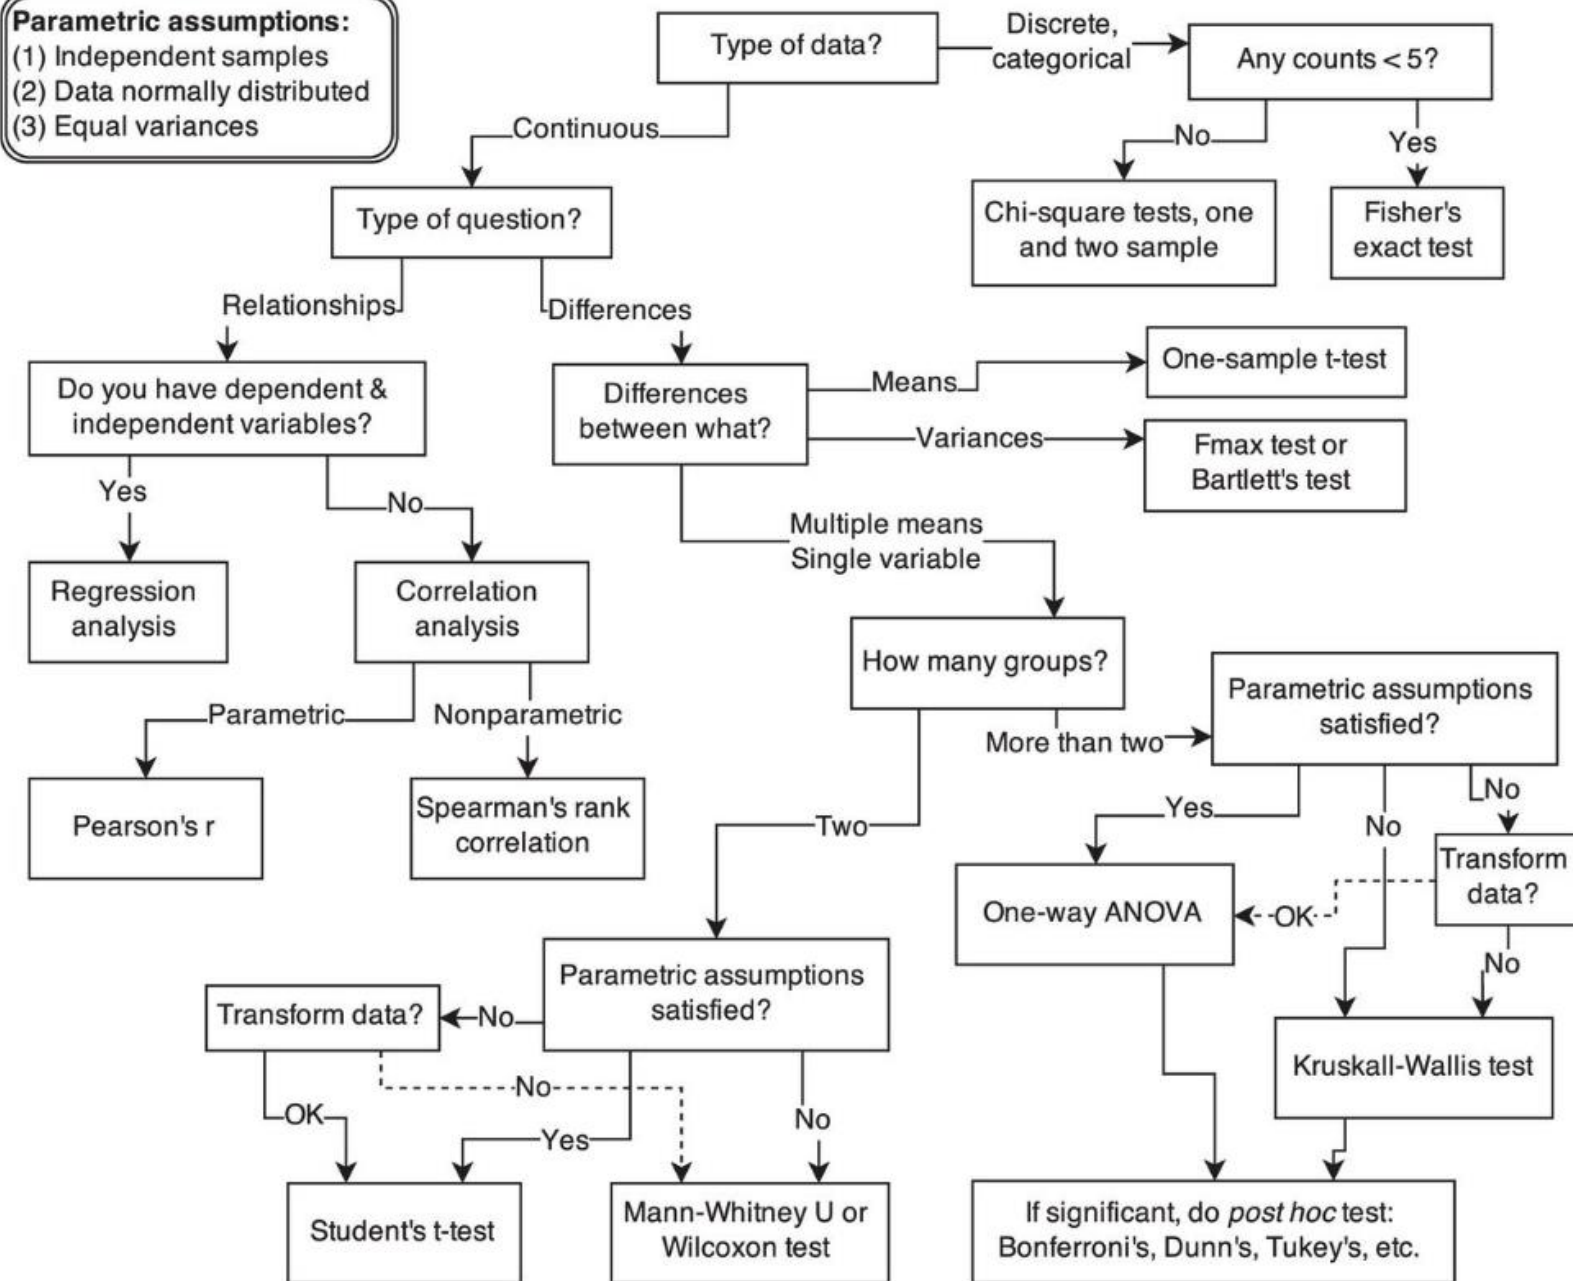 Parametric assumptions:
(1) Independent samples
(2) Data normally distributed
(3) Equal variances
Type of data?
Discrete,
categorical
Any counts < 5?
Continuous
No
Yes
Type of question?
Chi-square tests, one
and two sample
Fisher's
exact test
Relationships
Differences
Do you have dependent &
independent variables?
Differences
between what?
Means
One-sample t-test
Variances
Fmax test or
Bartlett's test
Yes
No
Multiple means
Single variable
Regression
analysis
Correlation
analysis
How many groups?
Parametric assumptions
satisfied?
Parametric
Nonparametric
More than two
Pearson's r
Spearman's rank
correlation
Two
Yes
No
No
Transform
data?
One-way ANOVA
OK
No
Parametric assumptions
satisfied?
Transform data?
No
Kruskall-Wallis test
No
OK
Yes
No
Student's t-test
Mann-Whitney U or
Wilcoxon test
If significant, do post hoc test:
Bonferroni's, Dunn's, Tukey's, etc.